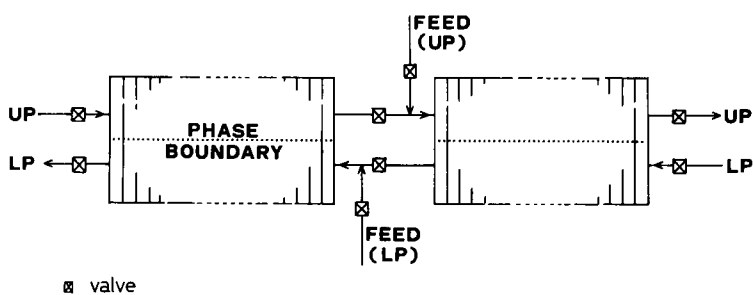 FEED
(UP)
UP
UP
PHASE
BOUNDARY
LP
LP
FEED
(LP)
valve